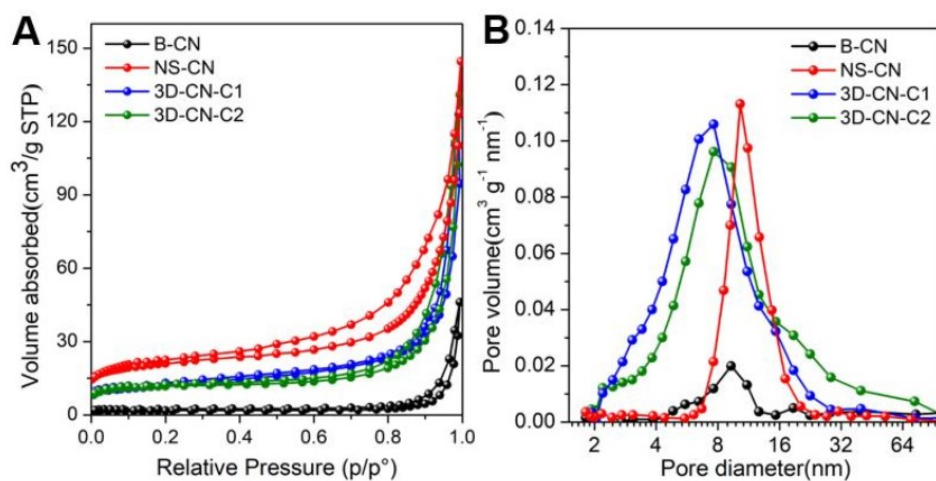 A
B-CN
NS-CN
3D-CN-C1
3D-CN-C2
150
120
90
60
30
0
Volume absorbed(cm³/g STP)
0.0 0.2 0.4 0.6 0.8 1.0
Relative Pressure (p/p°)
B
B-CN
NS-CN
3D-CN-C1
3D-CN-C2
0.14
0.12
0.10
0.08
0.06
0.04
0.02
0.00
Pore volume(cm³ g⁻¹ nm⁻¹)
2 4 8 16 32 64
Pore diameter(nm)